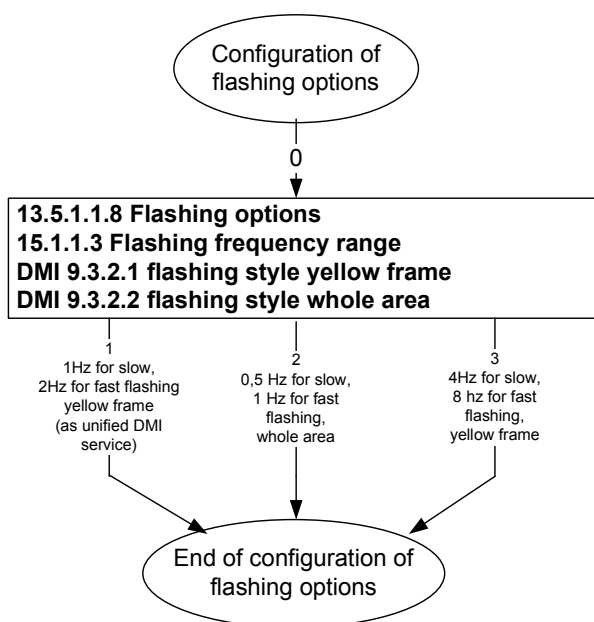 Configuration of
flashing options
0
13.5.1.1.8 Flashing options
15.1.1.3 Flashing frequency range
DMI 9.3.2.1 flashing style yellow frame
DMI 9.3.2.2 flashing style whole area
1
1Hz for slow,
2Hz for fast flashing
yellow frame
(as unified DMI
service)
2
0,5 Hz for slow,
1 Hz for fast
flashing,
whole area
3
4Hz for slow,
8 hz for fast
flashing,
yellow frame
End of configuration of
flashing options